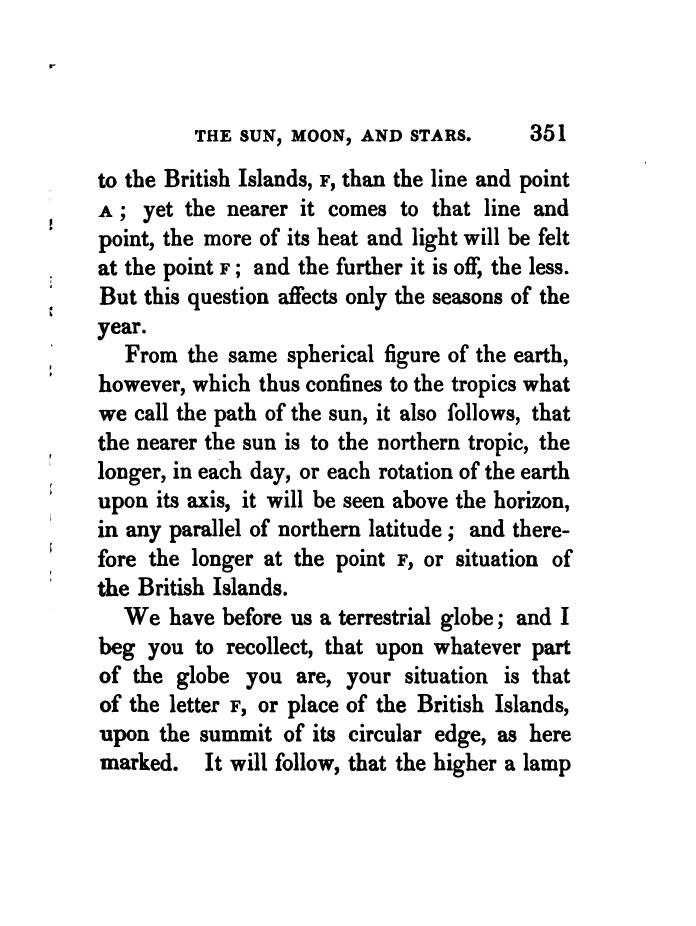 THE SUN, MOON, AND STARS. 351
to the British Islands, F, than the line and point
A; yet the nearer it comes to that line and
point, the more of its heat and light will be felt
at the point F; and the further it is off, the less.
But this question affects only the seasons of the
year.
From the same spherical figure of the earth,
however, which thus confines to the tropics what
we call the path of the sun, it also follows, that
the nearer the sun is to the northern tropic, the
longer, in each day, or each rotation of the earth
upon its axis, it will be seen above the horizon,
in any parallel of northern latitude; and there-
fore the longer at the point F, or situation of
the British Islands.
We have before us a terrestrial globe; and I
beg you to recollect, that upon whatever part
of the globe you are, your situation is that
of the letter F, or place of the British Islands,
upon the summit of its circular edge, as here
marked. It will follow, that the higher a lamp